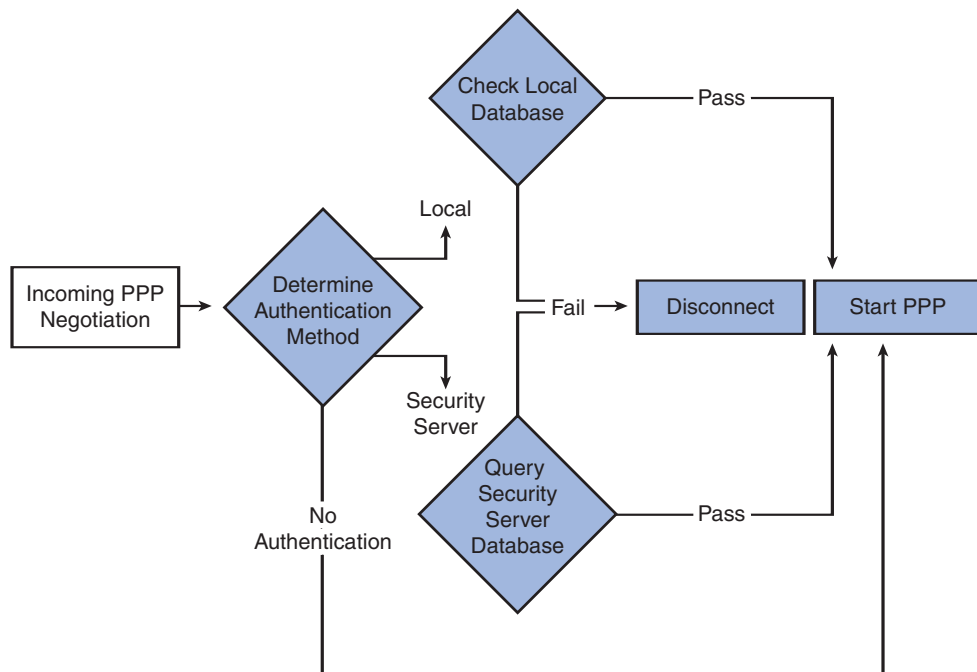 Check Local
Database
Pass
Local
Incoming PPP
Negotiation
Determine
Authentication
Method
Fail
Disconnect
Start PPP
Security
Server
Query
Security
Server
Database
Pass
No
Authentication